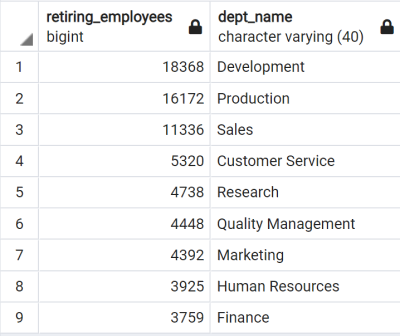 retiring_employees dept_name
bigint character varying (40)
1 18368 Development
2 16172 Production
3 11336 Sales
4 5320 Customer Service
5 4738 Research
6 4448 Quality Management
7 4392 Marketing
8 3925 Human Resources
9 3759 Finance